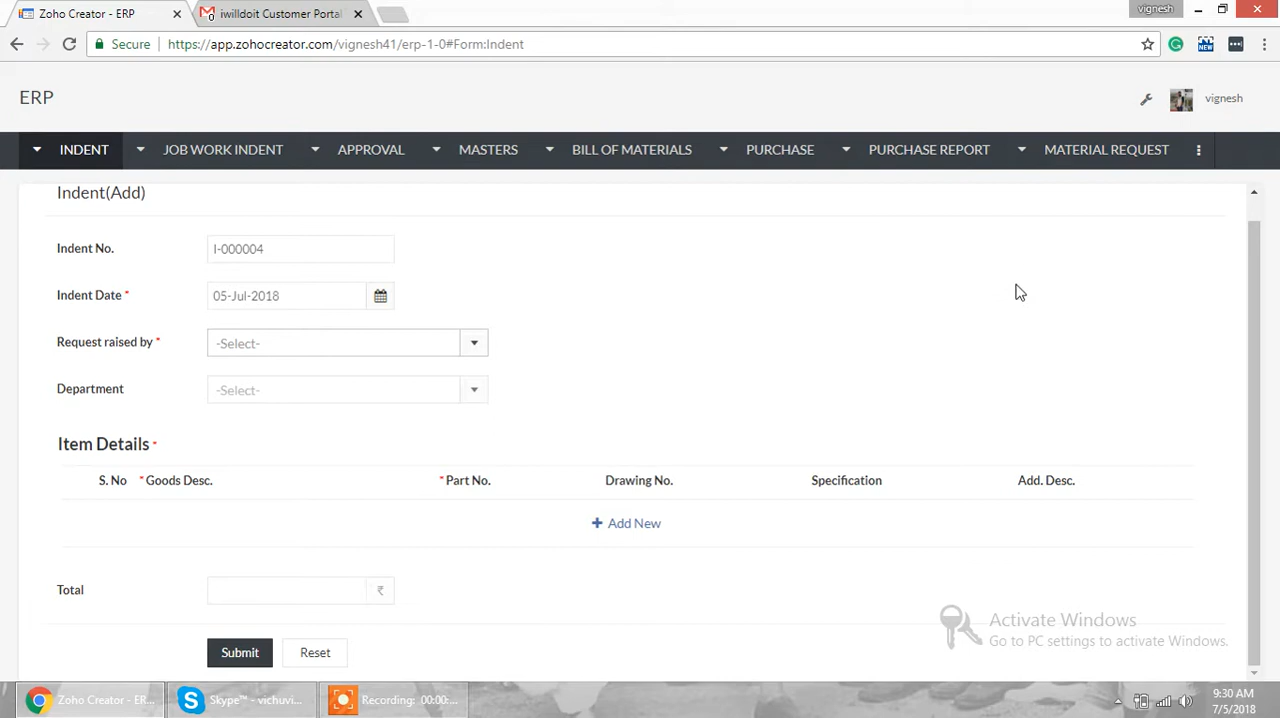 Zoho Creator - ERP
iwilldoit Customer Portal
vignesh
Secure
https://app.zohocreator.com/vignesh41/erp-1-0#Form:Indent
NEW
ERP
vignesh
INDENT
JOB WORK INDENT
APPROVAL
MASTERS
BILL OF MATERIALS
PURCHASE
PURCHASE REPORT
MATERIAL REQUEST
Indent(Add)
Indent No.
I-000004
Indent Date *
05-Jul-2018
Request raised by *
-Select-
Department
-Select-
Item Details *
S. No
* Goods Desc.
* Part No.
Drawing No.
Specification
Add. Desc.
+ Add New
Total
₹
Submit
Reset
Activate Windows
Go to PC settings to activate Windows.
Zoho Creator - ER...
Skype™ - vichuvi...
Recording: 00:00:...
9:30 AM
7/5/2018